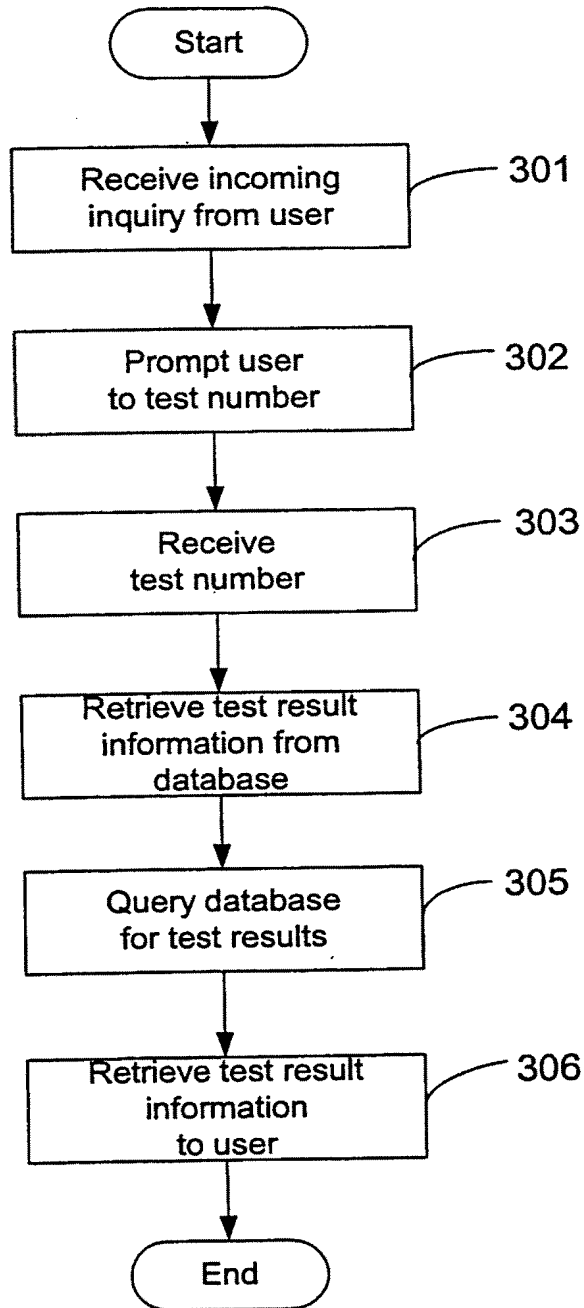 Start
Receive incoming
inquiry from user
301
Prompt user
to test number
302
Receive
test number
303
Retrieve test result
information from
database
304
Query database
for test results
305
Retrieve test result
information
to user
306
End